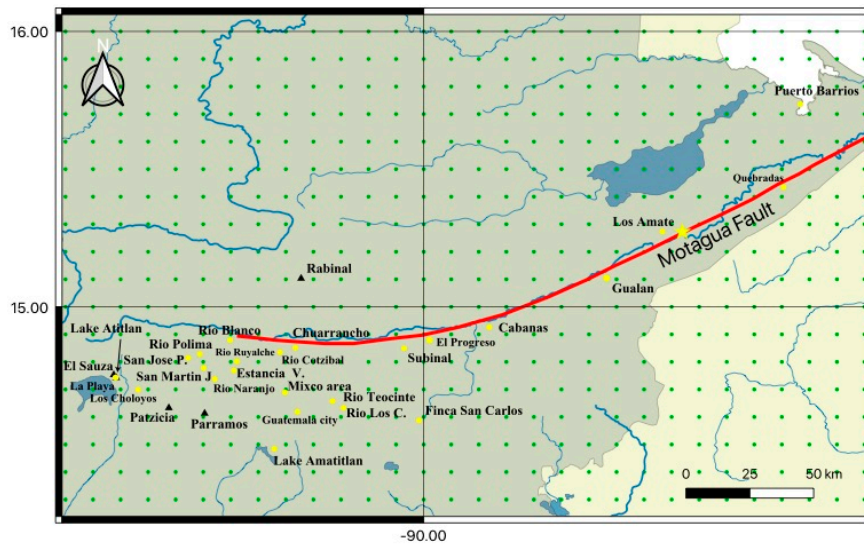 16.00
N
Puerto Barrios
Quebradas
Los Amate
Motagua Fault
Rabinal
Gualan
15.00
Lake Atitlan
Rio Blanco
Chuarrancho
Cabanas
Rio Polima
El Progreso
San Jose P.
Rio Ruyalche
Rio Cotzibal
Subinal
El Sauza
San Martin J.
Estancia V.
La Playa
Rio Naranjo
Mixco area
Los Choloyos
Rio Teocinte
Patzicia
Parramos
Guatemala city
Rio Los C.
Finca San Carlos
Lake Amatitlan
0 25 50 km
-90.00